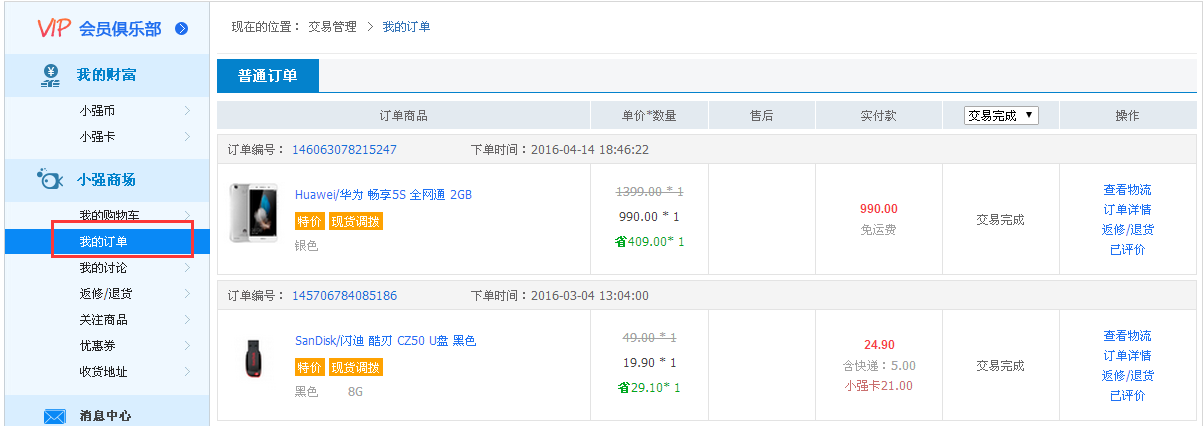 VIP 会员俱乐部
我的财富
小强币
小强卡
小强商场
我的购物车
我的订单
我的讨论
返修/退货
关注商品
优惠券
收货地址
消息中心
现在的位置： 交易管理 > 我的订单
普通订单
订单商品 单价*数量 售后 实付款 交易完成 操作
订单编号： 146063078215247 下单时间：2016-04-14 18:46:22
Huawei/华为 畅享5S 全网通 2GB
特价 现货调拨
银色
1399.00 * 1
990.00 * 1
省409.00* 1
990.00
免运费
交易完成
查看物流
订单详情
返修/退货
已评价
订单编号： 145706784085186 下单时间：2016-03-04 13:04:00
SanDisk/闪迪 酷刃 CZ50 U盘 黑色
特价 现货调拨
黑色 8G
49.00 * 1
19.90 * 1
省29.10* 1
24.90
含快递：5.00
小强卡21.00
交易完成
查看物流
订单详情
返修/退货
已评价